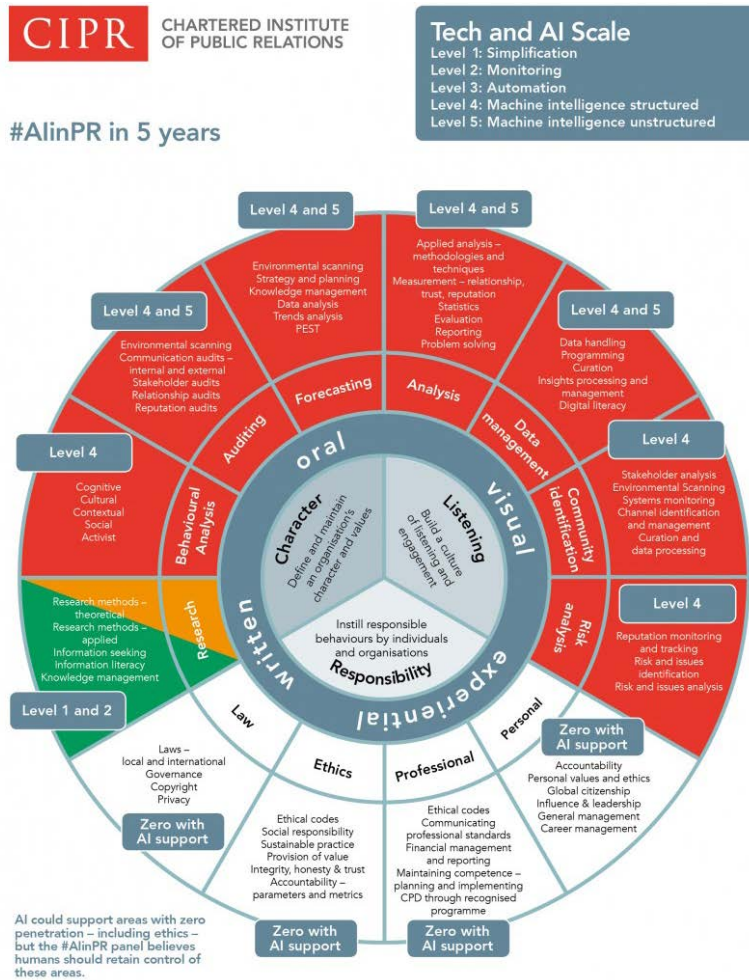 CIPR
CHARTERED INSTITUTE
OF PUBLIC RELATIONS
Tech and AI Scale
Level 1: Simplification
Level 2: Monitoring
Level 3: Automation
Level 4: Machine intelligence structured
Level 5: Machine intelligence unstructured
#AIinPR in 5 years
Level 4 and 5
Environmental scanning
Strategy and planning
Knowledge management
Data analysis
Trends analysis
PEST
Forecasting
Level 4 and 5
Applied analysis –
methodologies and
techniques
Measurement – relationship,
trust, reputation
Statistics
Evaluation
Reporting
Problem solving
Analysis
Level 4 and 5
Environmental scanning
Communication audits –
internal and external
Stakeholder audits
Relationship audits
Reputation audits
Auditing
Level 4 and 5
Data handling
Programming
Curation
Insights processing and
management
Digital literacy
Data
management
Level 4
Cognitive
Cultural
Contextual
Social
Activist
Behavioural
Analysis
Level 4
Stakeholder analysis
Environmental Scanning
Systems monitoring
Channel identification
and management
Curation and
data processing
Community
identification
oral
visual
written
experiential
Character
Define and maintain
an organisation's
character and values
Listening
Build a culture
of listening and
engagement
Instill responsible
behaviours by individuals
and organisations
Responsibility
Research methods –
theoretical
Research methods –
applied
Information seeking
Information literacy
Knowledge management
Research
Level 1 and 2
Level 4
Reputation monitoring
and tracking
Risk and issues
identification
Risk and issues analysis
Risk
analysis
Law
Laws –
local and international
Governance
Copyright
Privacy
Zero with
AI support
Ethics
Ethical codes
Social responsibility
Sustainable practice
Provision of value
Integrity, honesty & trust
Accountability –
parameters and metrics
Zero with
AI support
Professional
Ethical codes
Communicating
professional standards
Financial management
and reporting
Maintaining competence –
planning and implementing
CPD through recognised
programme
Zero with
AI support
Personal
Zero with
AI support
Accountability
Personal values and ethics
Global citizenship
Influence & leadership
General management
Career management
AI could support areas with zero
penetration – including ethics –
but the #AIinPR panel believes
humans should retain control of
these areas.